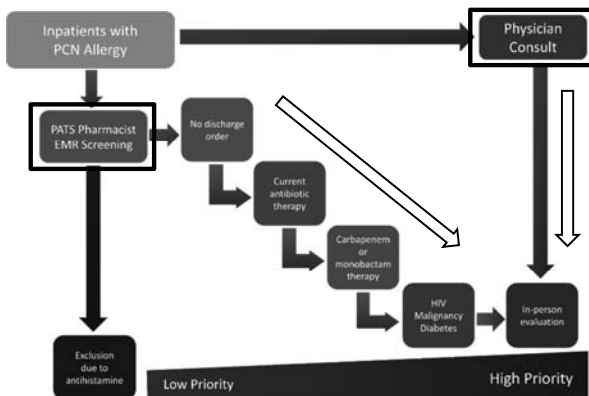 Inpatients with
PCN Allergy
Physician
Consult
PATS Pharmacist
EMR Screening
No discharge
order
Current
antibiotic
therapy
Carbapenem
or
monobactam
therapy
HIV
Malignancy
Diabetes
In-person
evaluation
Exclusion
due to
antihistamine
Low Priority
High Priority